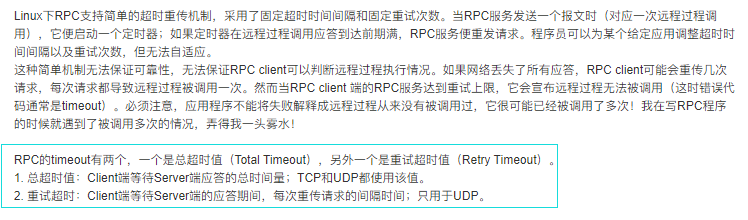 Linux下RPC支持简单的超时重传机制，采用了固定超时时间间隔和固定重试次数。当RPC服务发送一个报文时（对应一次远程过程调
用），它便启动一个定时器；如果定时器在远程过程调用应答到达前期满，RPC服务便重发请求。程序员可以为某个给定应用调整超时时
间间隔以及重试次数，但无法自适应。
这种简单机制无法保证可靠性，无法保证RPC client可以判断远程过程执行情况。如果网络丢失了所有应答，RPC client可能会重传几次
请求，每次请求都导致远程过程被调用一次。然而当RPC client 端的RPC服务达到重试上限，它会宣布远程过程无法被调用（这时错误代
码通常是timeout）。必须注意，应用程序不能将失败解释成远程过程从来没有被调用过，它很可能已经被调用了多次！我在写RPC程序
的时候就遇到了被调用多次的情况，弄得我一头雾水！
RPC的timeout有两个，一个是总超时值（Total Timeout），另外一个是重试超时值（Retry Timeout）。
1. 总超时值：Client端等待Server端应答的总时间量；TCP和UDP都使用该值。
2. 重试超时：Client端等待Server端的应答期间，每次重传请求的间隔时间；只用于UDP。